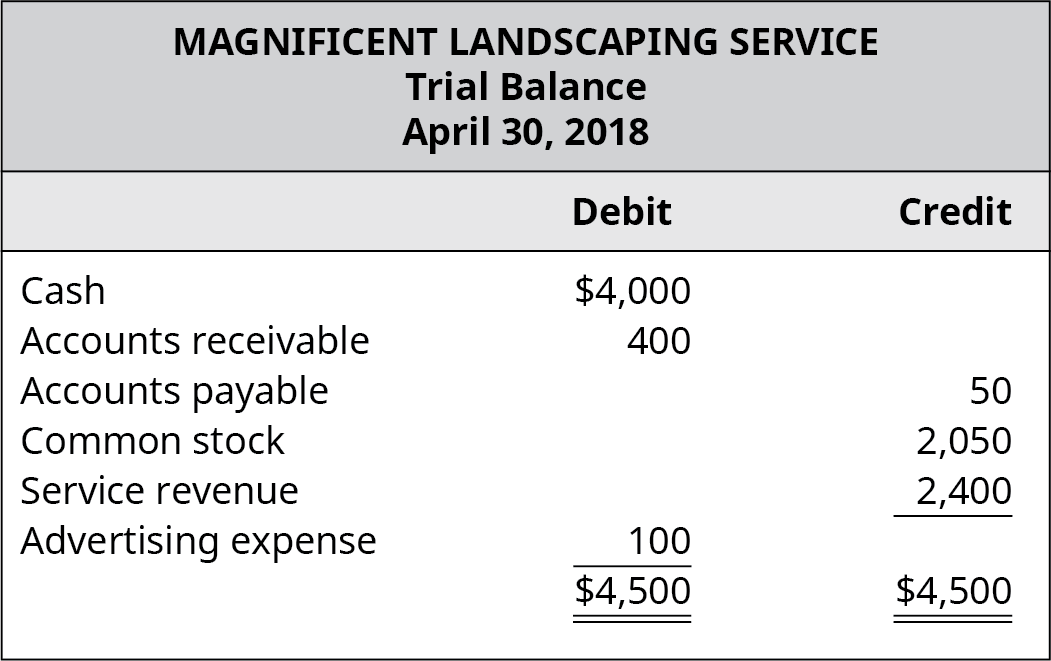 MAGNIFICENT LANDSCAPING SERVICE
Trial Balance
April 30, 2018
Debit Credit
Cash $4,000
Accounts receivable 400
Accounts payable 50
Common stock 2,050
Service revenue 2,400
Advertising expense 100
$4,500 $4,500